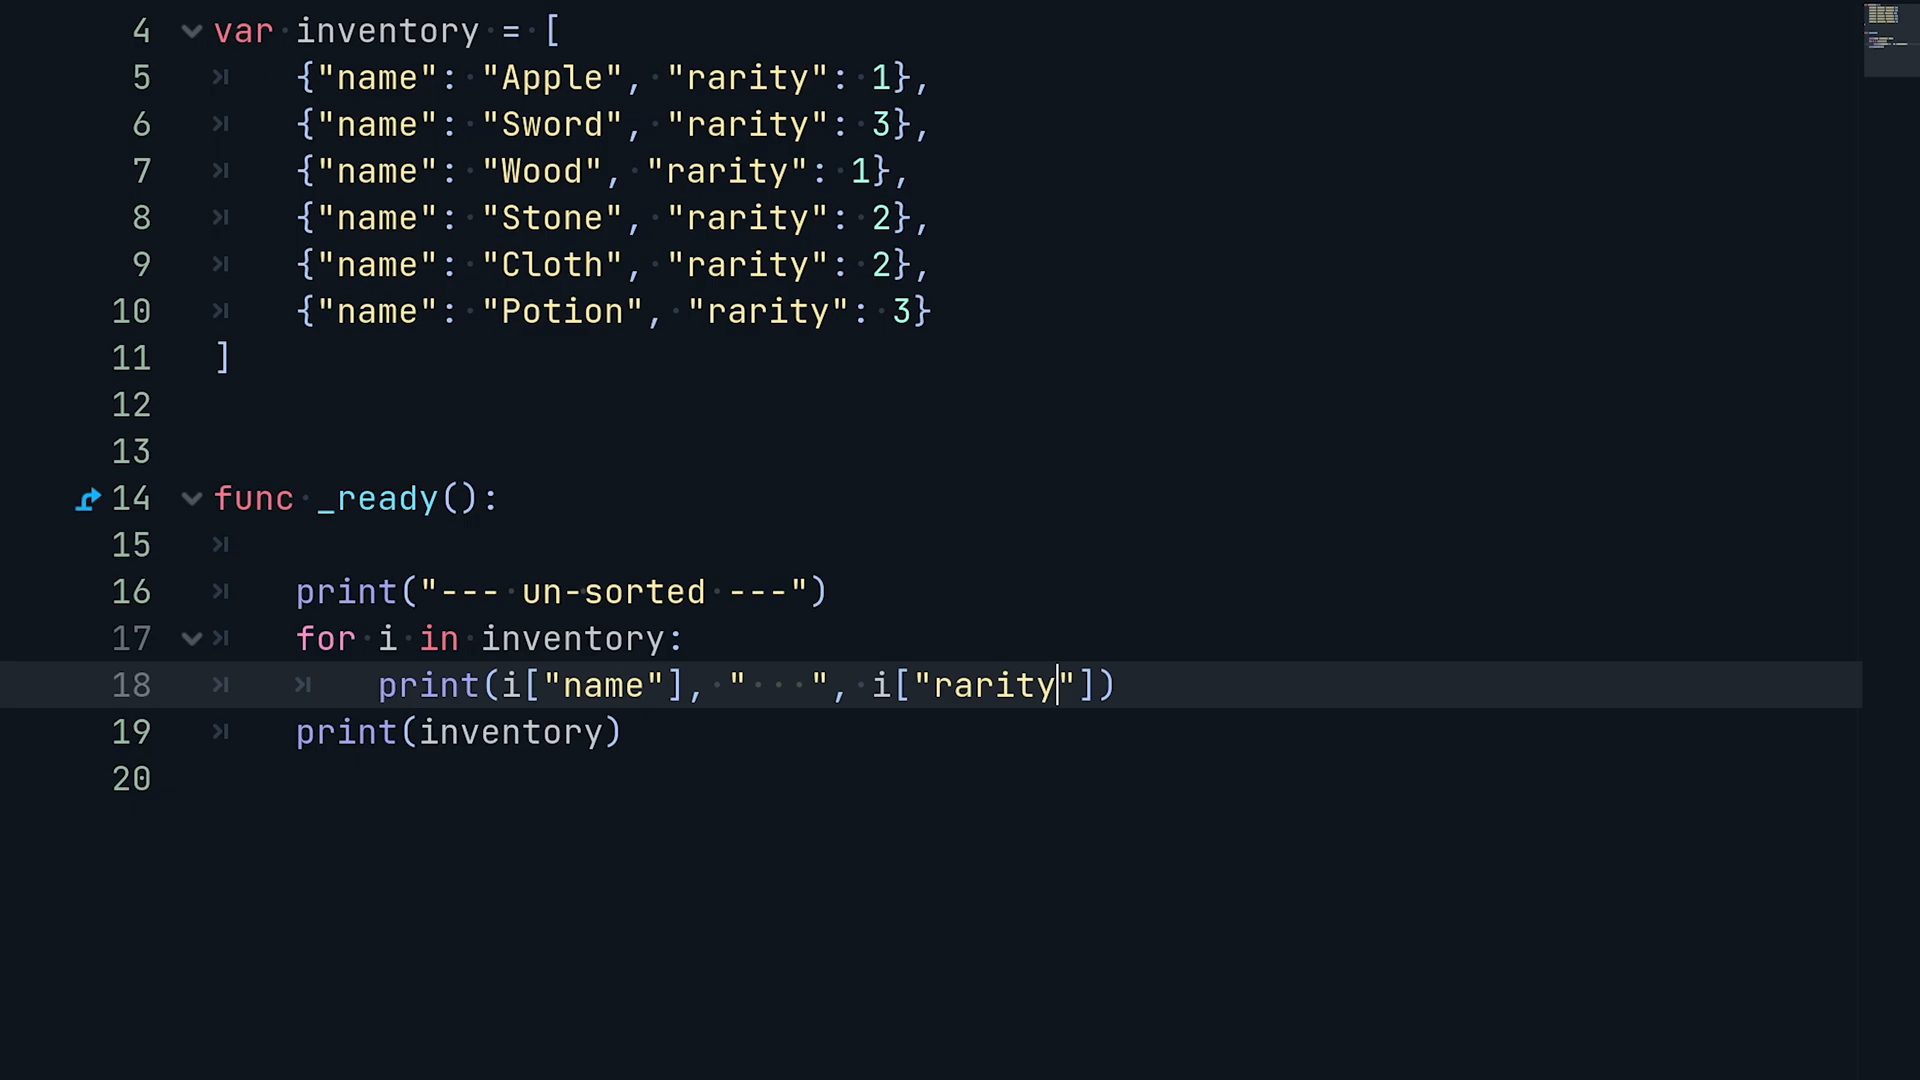 4 var inventory = [
5 {"name": "Apple", "rarity": 1},
6 {"name": "Sword", "rarity": 3},
7 {"name": "Wood", "rarity": 1},
8 {"name": "Stone", "rarity": 2},
9 {"name": "Cloth", "rarity": 2},
10 {"name": "Potion", "rarity": 3}
11 ]
12
13
14 func _ready():
15
16 print("--- un-sorted ---")
17 for i in inventory:
18 print(i["name"], "   ", i["rarity"])
19 print(inventory)
20